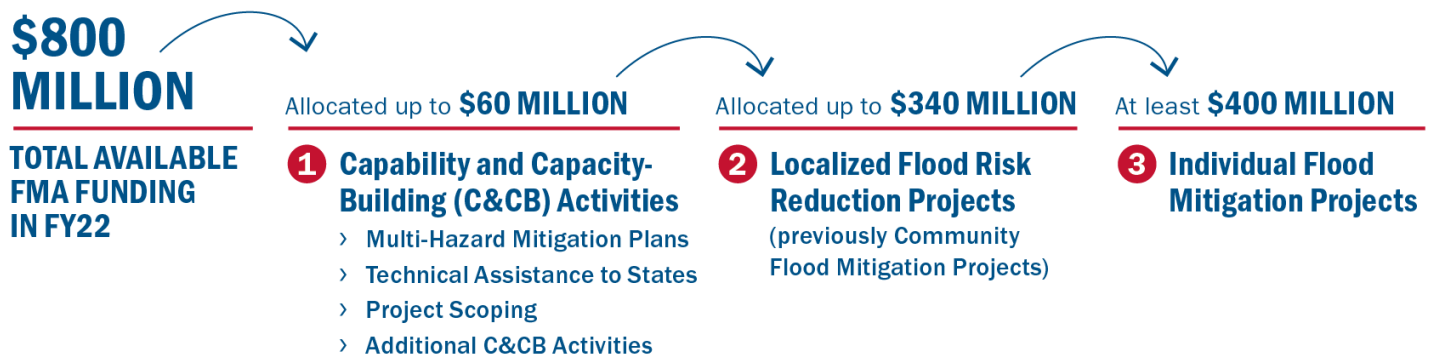 $800
MILLION
TOTAL AVAILABLE
FMA FUNDING
IN FY22
Allocated up to $60 MILLION
1 Capability and Capacity-
Building (C&CB) Activities
› Multi-Hazard Mitigation Plans
› Technical Assistance to States
› Project Scoping
› Additional C&CB Activities
Allocated up to $340 MILLION
2 Localized Flood Risk
Reduction Projects
(previously Community
Flood Mitigation Projects)
At least $400 MILLION
3 Individual Flood
Mitigation Projects